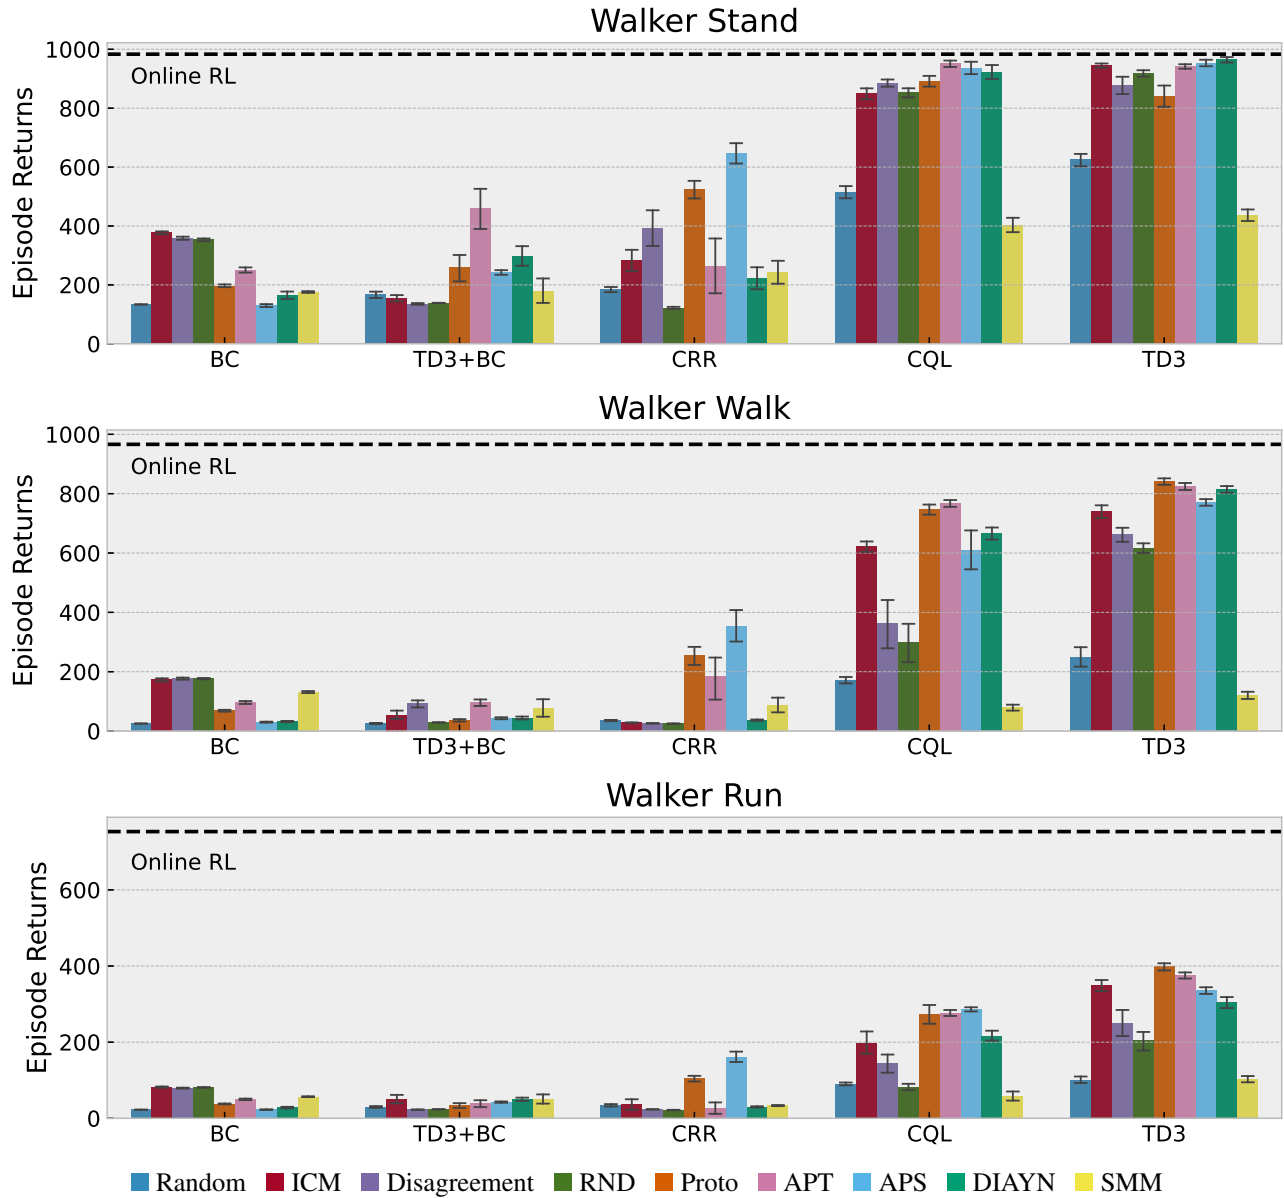 Walker Stand
1000
800
600
400
200
0
Episode Returns
Online RL
BC TD3+BC CRR CQL TD3
Walker Walk
1000
800
600
400
200
0
Episode Returns
Online RL
BC TD3+BC CRR CQL TD3
Walker Run
600
400
200
0
Episode Returns
Online RL
BC TD3+BC CRR CQL TD3
Random ICM Disagreement RND Proto APT APS DIAYN SMM